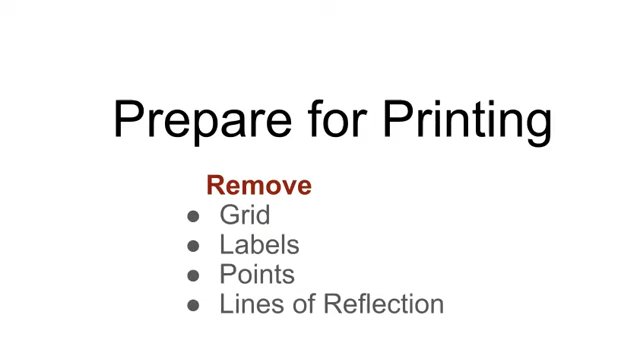 Prepare for Printing
Remove
● Grid
● Labels
● Points
● Lines of Reflection